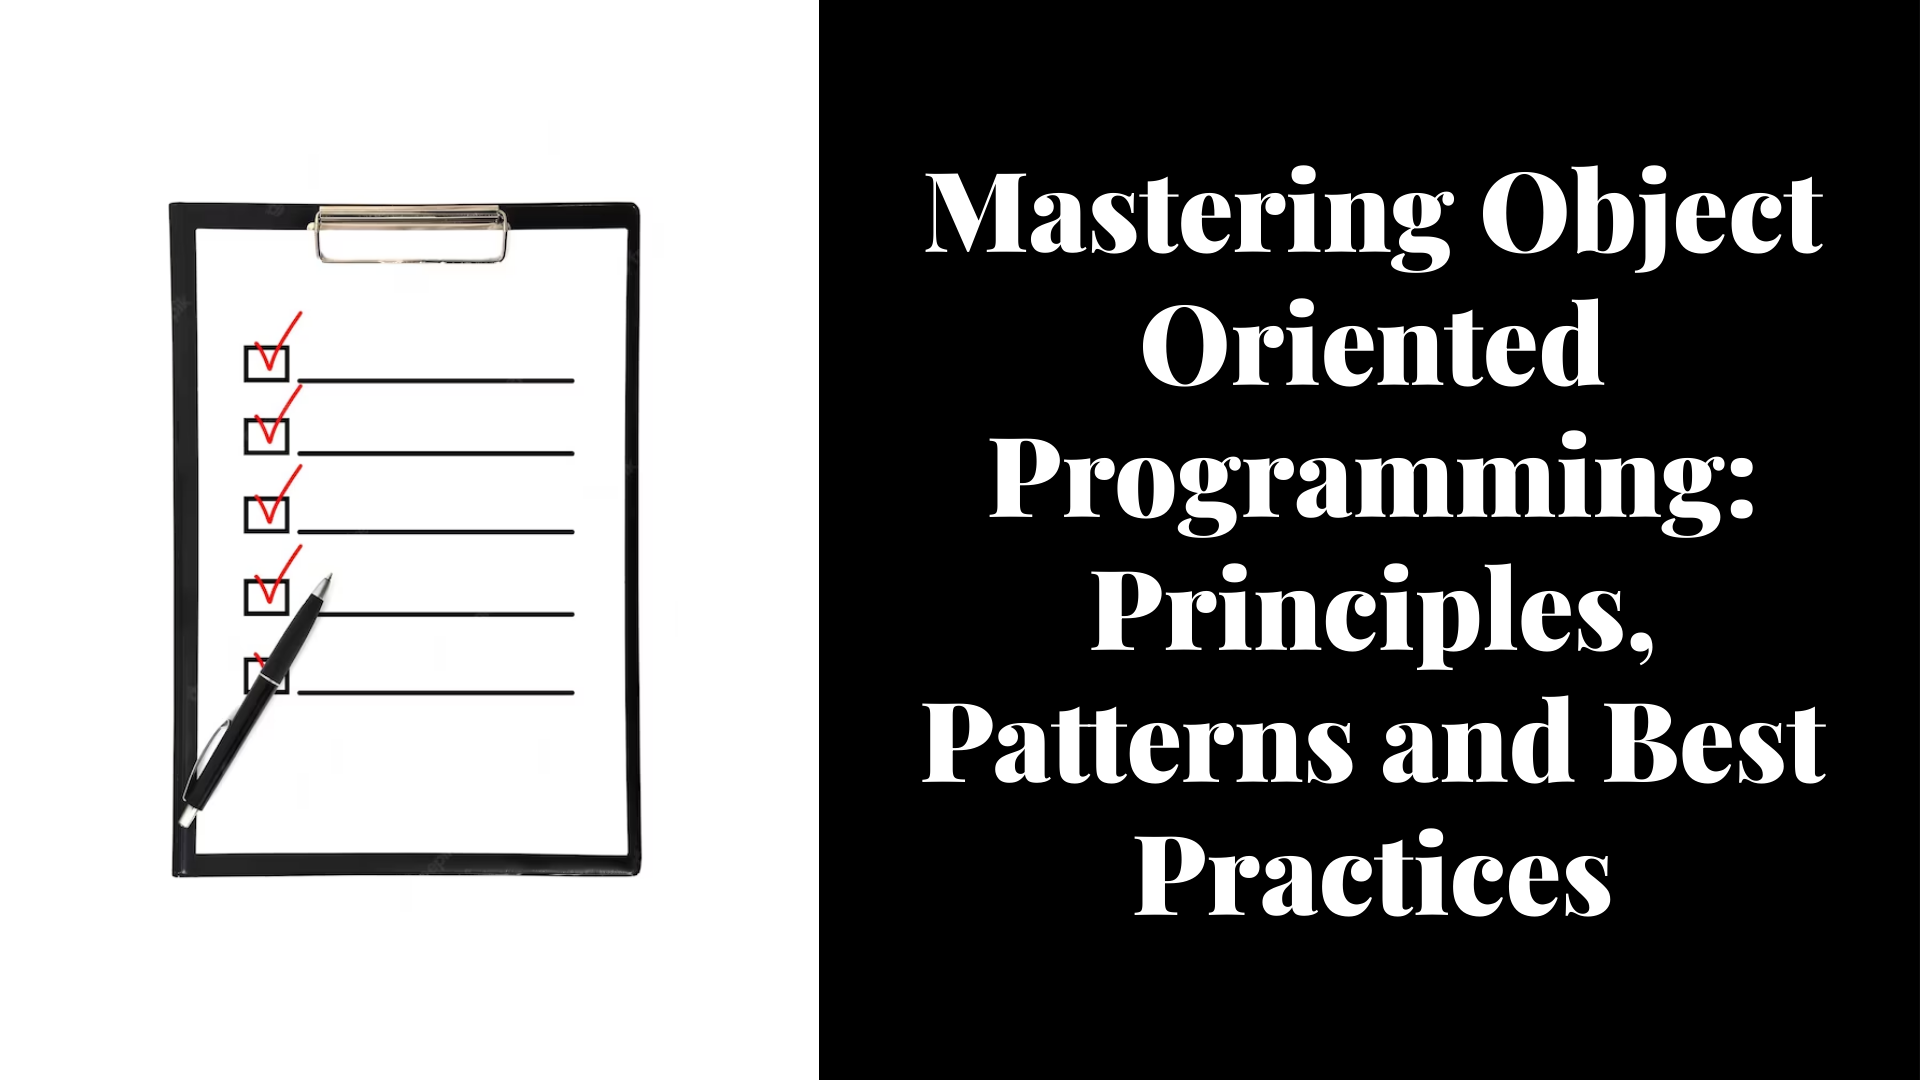 Mastering Object
Oriented
Programming:
Principles,
Patterns and Best
Practices